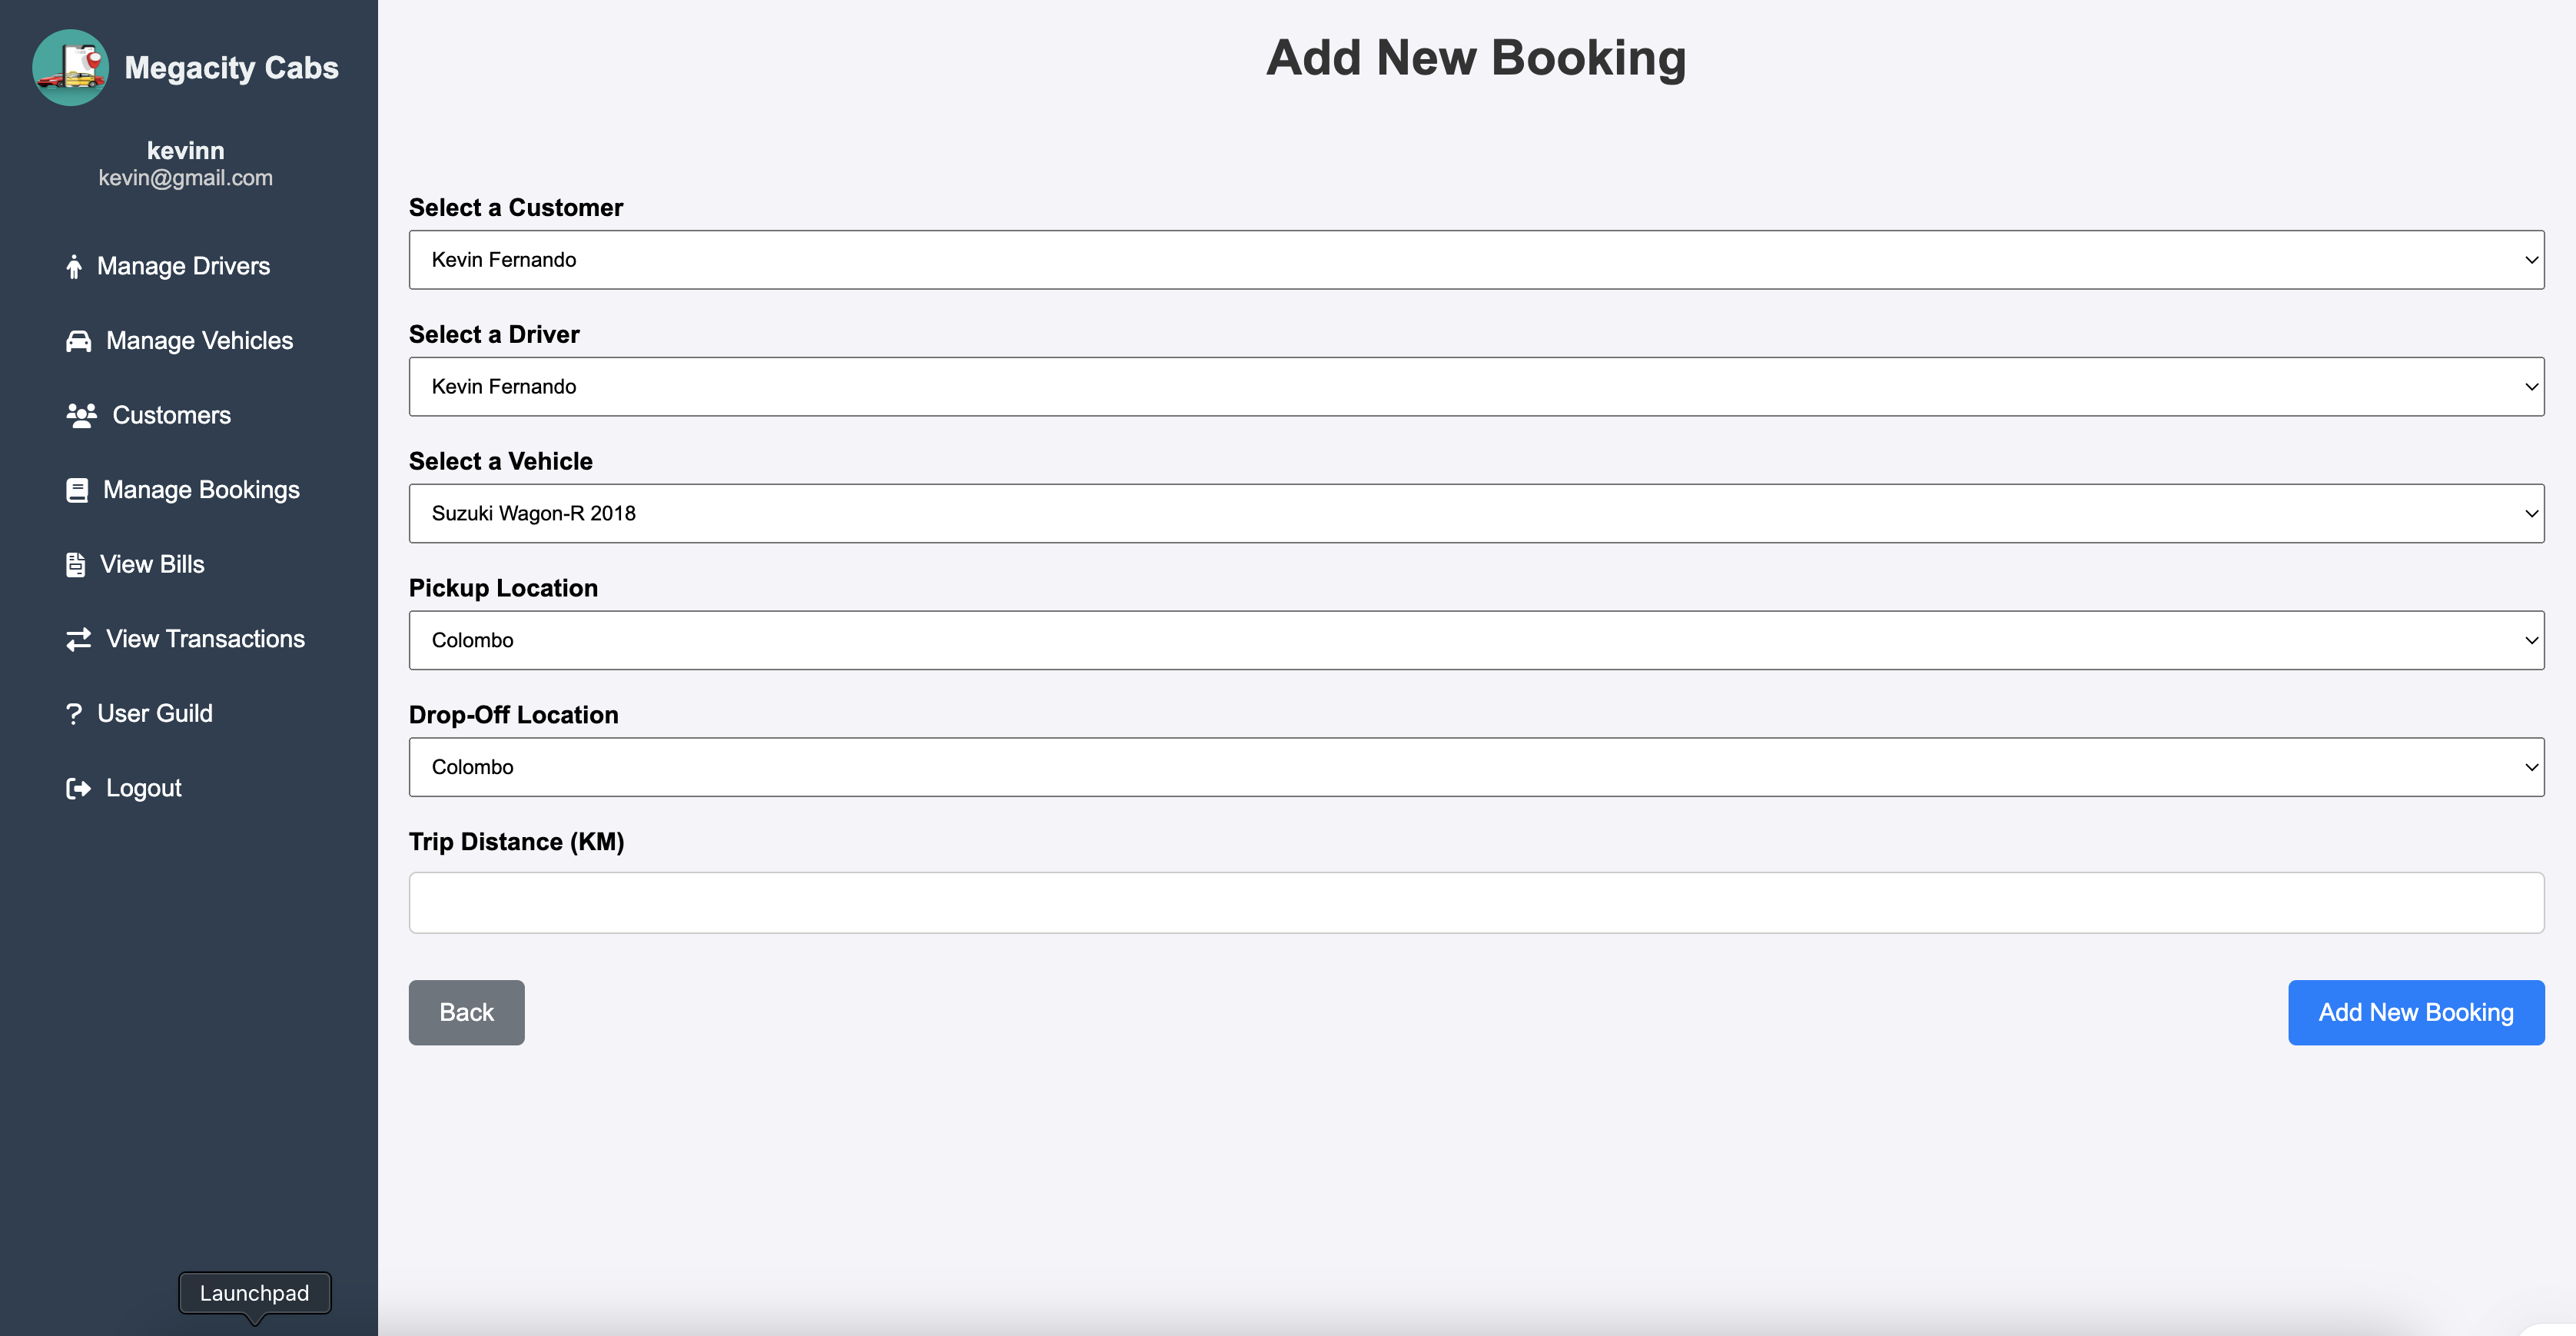 Megacity Cabs
kevinn
kevin@gmail.com
Manage Drivers
Manage Vehicles
Customers
Manage Bookings
View Bills
View Transactions
User Guild
Logout
Launchpad
Add New Booking
Select a Customer
Kevin Fernando
Select a Driver
Kevin Fernando
Select a Vehicle
Suzuki Wagon-R 2018
Pickup Location
Colombo
Drop-Off Location
Colombo
Trip Distance (KM)
Back
Add New Booking